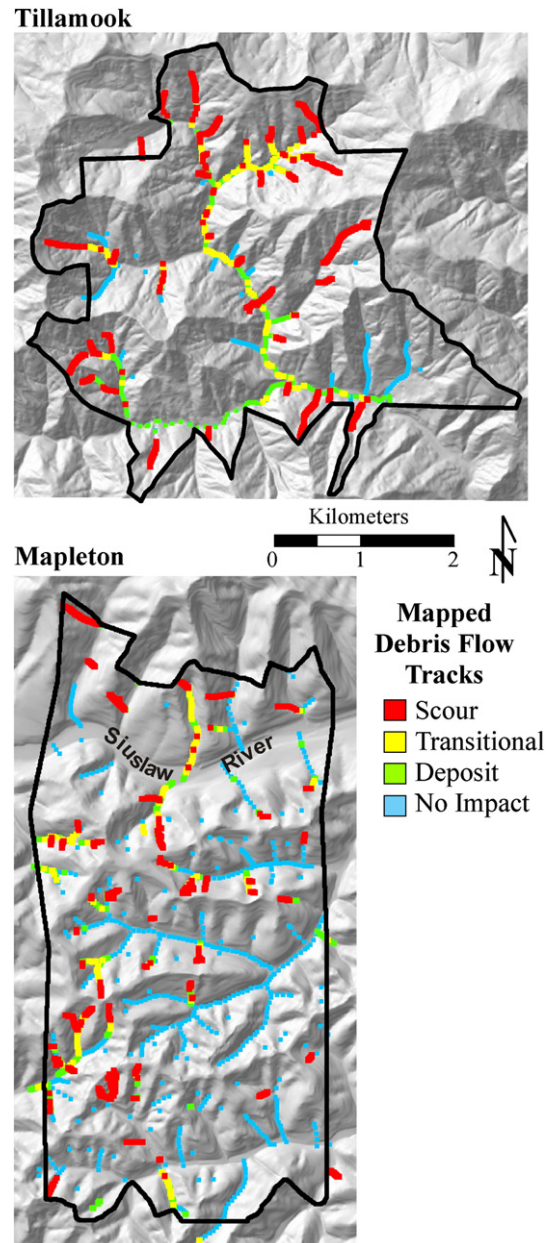 Tillamook
Kilometers
0 1 2
N
Mapleton
Mapped
Debris Flow
Tracks
Scour
Transitional
Deposit
No Impact
Siuslaw River